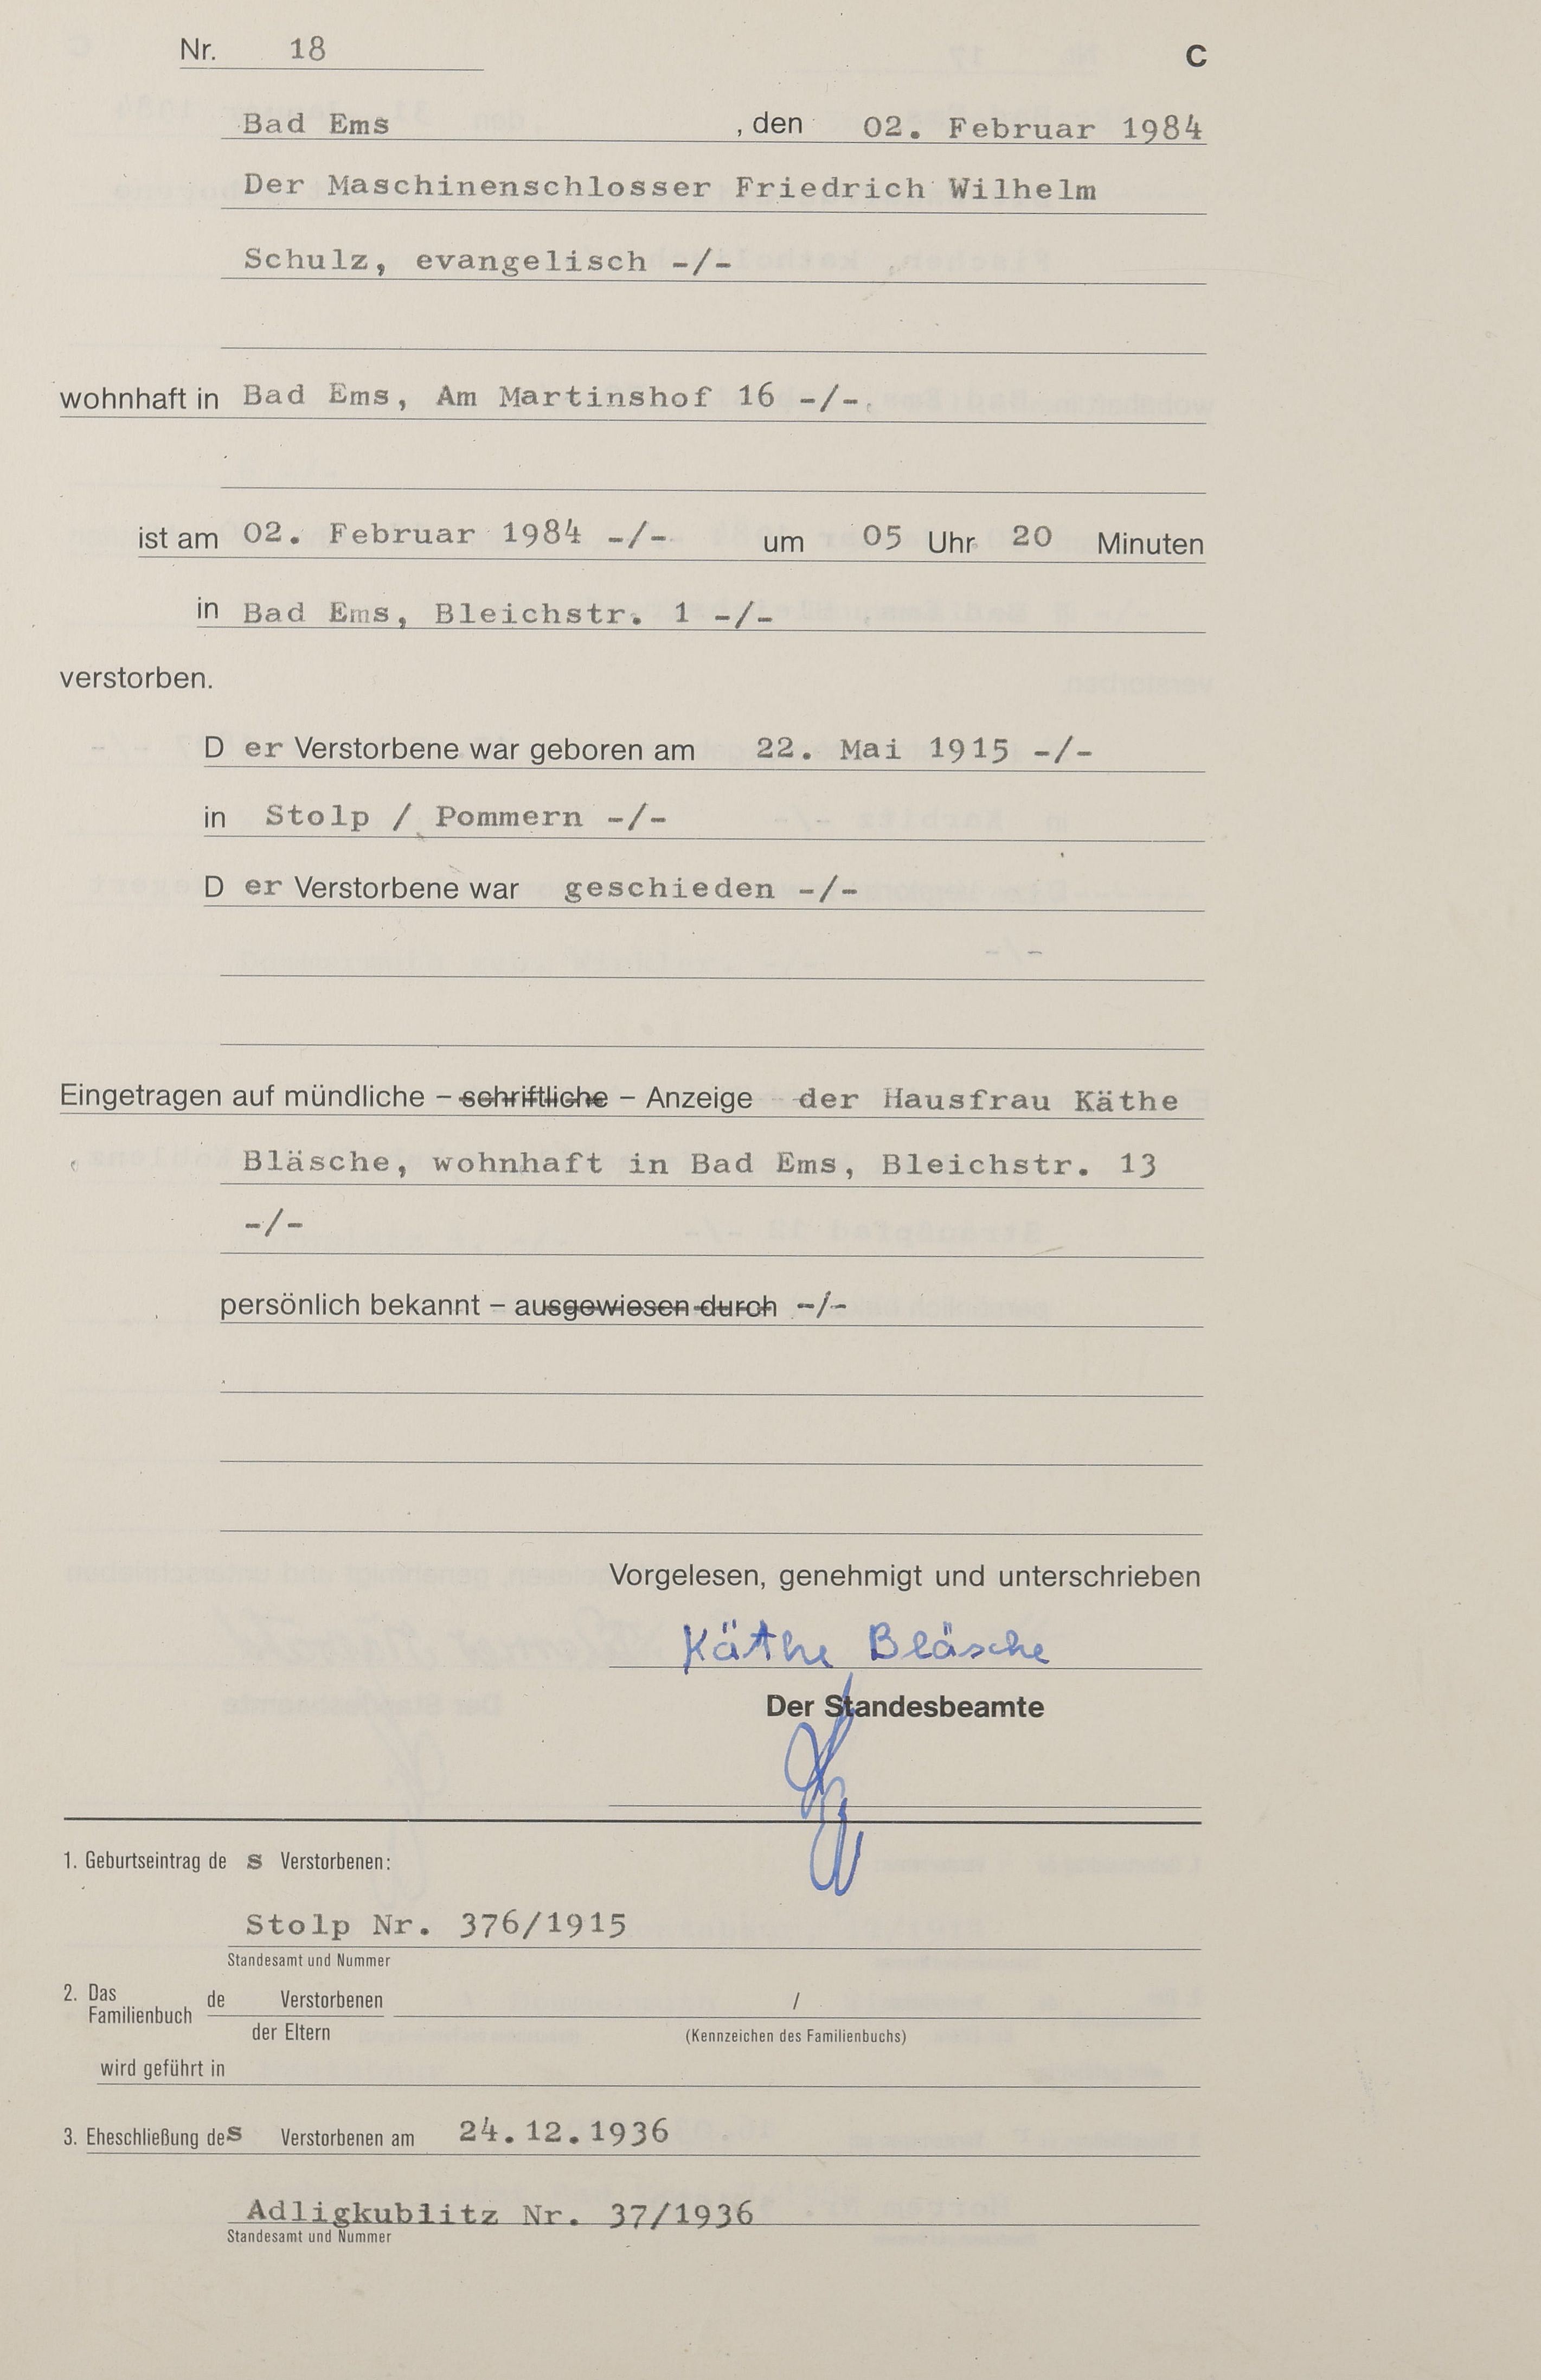 Nr. 18 C
Bad Ems , den 02. Februar 1984
Der Maschinenschlosser Friedrich Wilhelm
Schulz, evangelisch -/-
wohnhaft in Bad Ems, Am Martinshof 16 -/-
ist am 02. Februar 1984 -/- um 05 Uhr 20 Minuten
in Bad Ems, Bleichstr. 1 -/-
verstorben.
D er Verstorbene war geboren am 22. Mai 1915 -/-
in Stolp / Pommern -/-
D er Verstorbene war geschieden -/-
Eingetragen auf mündliche – schriftliche – Anzeige der Hausfrau Käthe
Bläsche, wohnhaft in Bad Ems, Bleichstr. 13
-/-
persönlich bekannt – ausgewiesen durch -/-
Vorgelesen, genehmigt und unterschrieben
Käthe Bläsche
Der Standesbeamte
1. Geburtseintrag de s Verstorbenen:
Stolp Nr. 376/1915
Standesamt und Nummer
2. Das Familienbuch de Verstorbenen /
der Eltern (Kennzeichen des Familienbuchs)
wird geführt in
3. Eheschließung des Verstorbenen am 24.12.1936
Adligkublitz Nr. 37/1936
Standesamt und Nummer